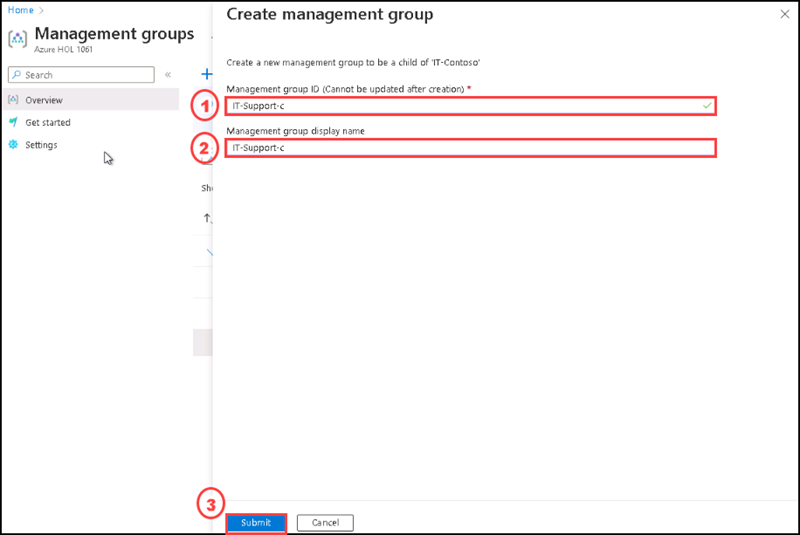 Home >
Management groups
Azure HOL 1061
Search
«
Overview
Get started
Settings
Create management group
Create a new management group to be a child of 'IT-Contoso'
Management group ID (Cannot be updated after creation) *
1
IT-Support-c
Management group display name
2
IT-Support-c
3
Submit
Cancel